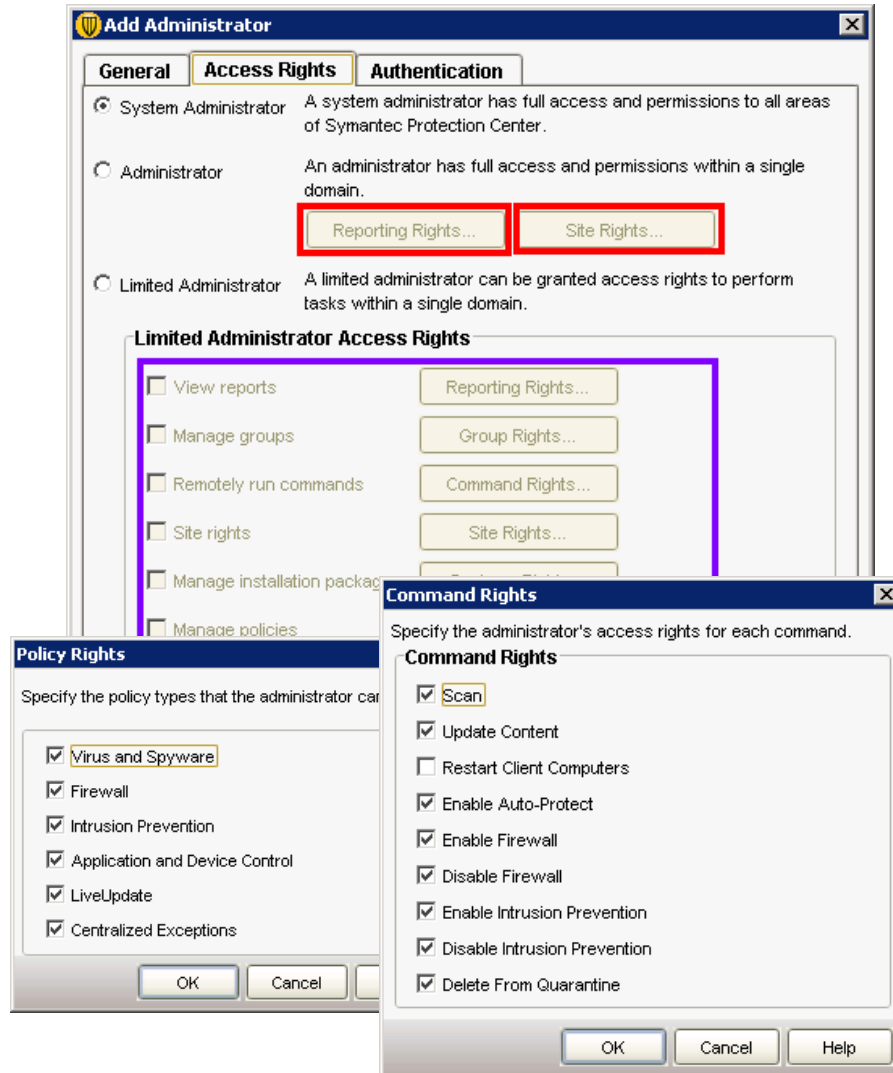 Add Administrator
General
Access Rights
Authentication
System Administrator
A system administrator has full access and permissions to all areas
of Symantec Protection Center.
Administrator
An administrator has full access and permissions within a single
domain.
Reporting Rights...
Site Rights...
Limited Administrator
A limited administrator can be granted access rights to perform
tasks within a single domain.
Limited Administrator Access Rights
View reports
Reporting Rights...
Manage groups
Group Rights...
Remotely run commands
Command Rights...
Site rights
Site Rights...
Manage installation packag
Manage policies
Policy Rights
Specify the policy types that the administrator can
Virus and Spyware
Firewall
Intrusion Prevention
Application and Device Control
LiveUpdate
Centralized Exceptions
OK
Cancel
Command Rights
Specify the administrator's access rights for each command.
Command Rights
Scan
Update Content
Restart Client Computers
Enable Auto-Protect
Enable Firewall
Disable Firewall
Enable Intrusion Prevention
Disable Intrusion Prevention
Delete From Quarantine
OK
Cancel
Help